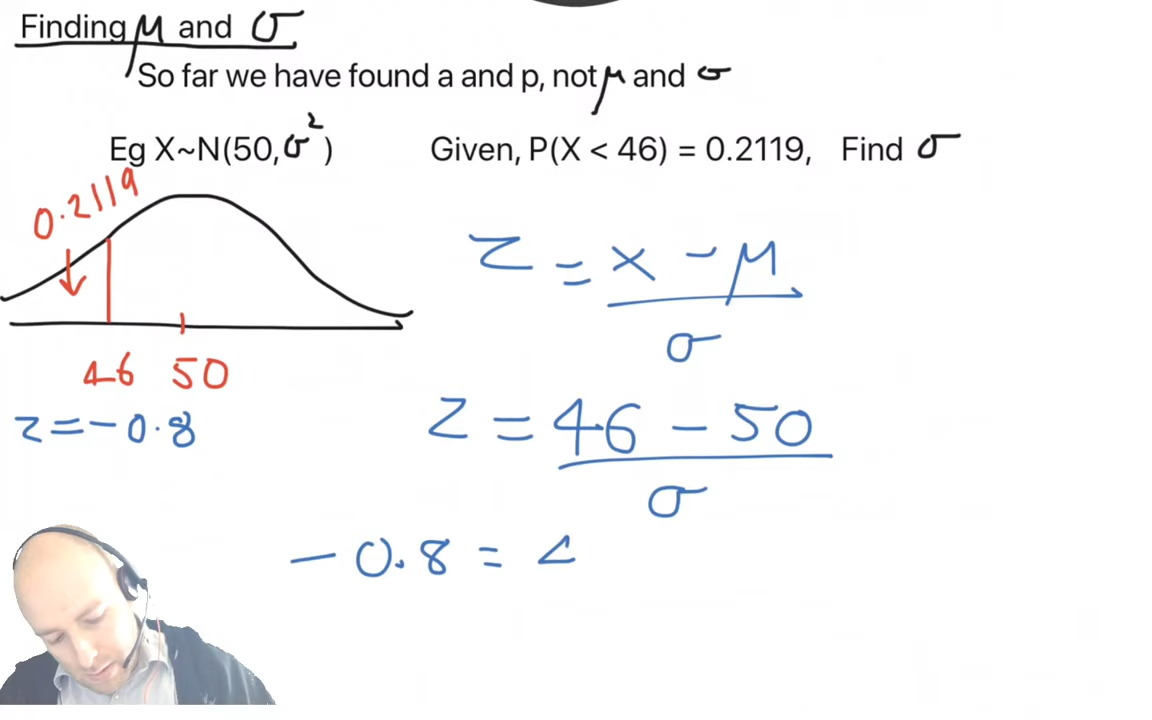 Finding μ and σ
So far we have found a and p, not μ and σ
Eg X~N(50,σ²) Given, P(X < 46) = 0.2119, Find σ
0.2119
46 50
z=-0.8
z = x - μ
σ
z = 46 - 50
σ
- 0.8 =